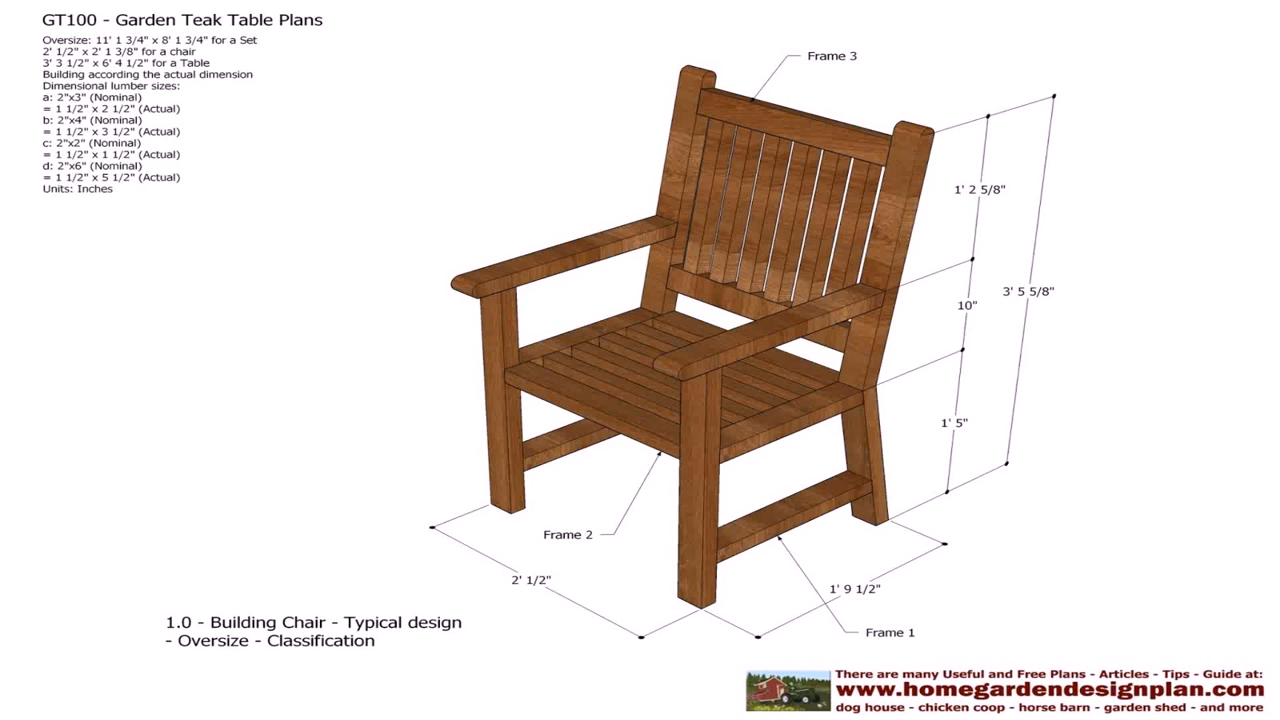 GT100 - Garden Teak Table Plans
Oversize: 11' 1 3/4" x 8' 1 3/4" for a Set
2' 1/2" x 2' 1 3/8" for a chair
3' 3 1/2" x 6' 4 1/2" for a Table
Building according the actual dimension
Dimensional lumber sizes:
a: 2"x3" (Nominal)
= 1 1/2" x 2 1/2" (Actual)
b: 2"x4" (Nominal)
= 1 1/2" x 3 1/2" (Actual)
c: 2"x2" (Nominal)
= 1 1/2" x 1 1/2" (Actual)
d: 2"x6" (Nominal)
= 1 1/2" x 5 1/2" (Actual)
Units: Inches
Frame 3
1' 2 5/8"
3' 5 5/8"
10"
1' 5"
Frame 2
2' 1/2"
1' 9 1/2"
Frame 1
1.0 - Building Chair - Typical design
- Oversize - Classification
There are many Useful and Free Plans - Articles - Tips - Guide at:
www.homegardendesignplan.com
dog house - chicken coop - horse barn - garden shed - and more